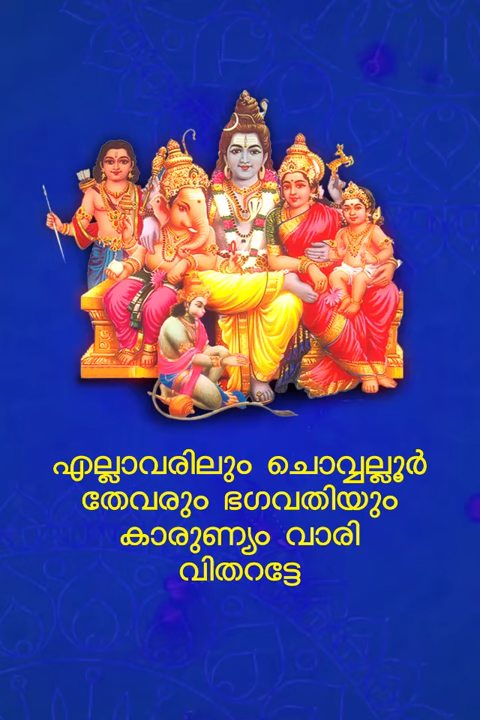 എല്ലാവരിലും ചൊവ്വല്ലൂർ
തേവരും ഭഗവതിയും
കാരുണ്യം വാരി
വിതറട്ടേ